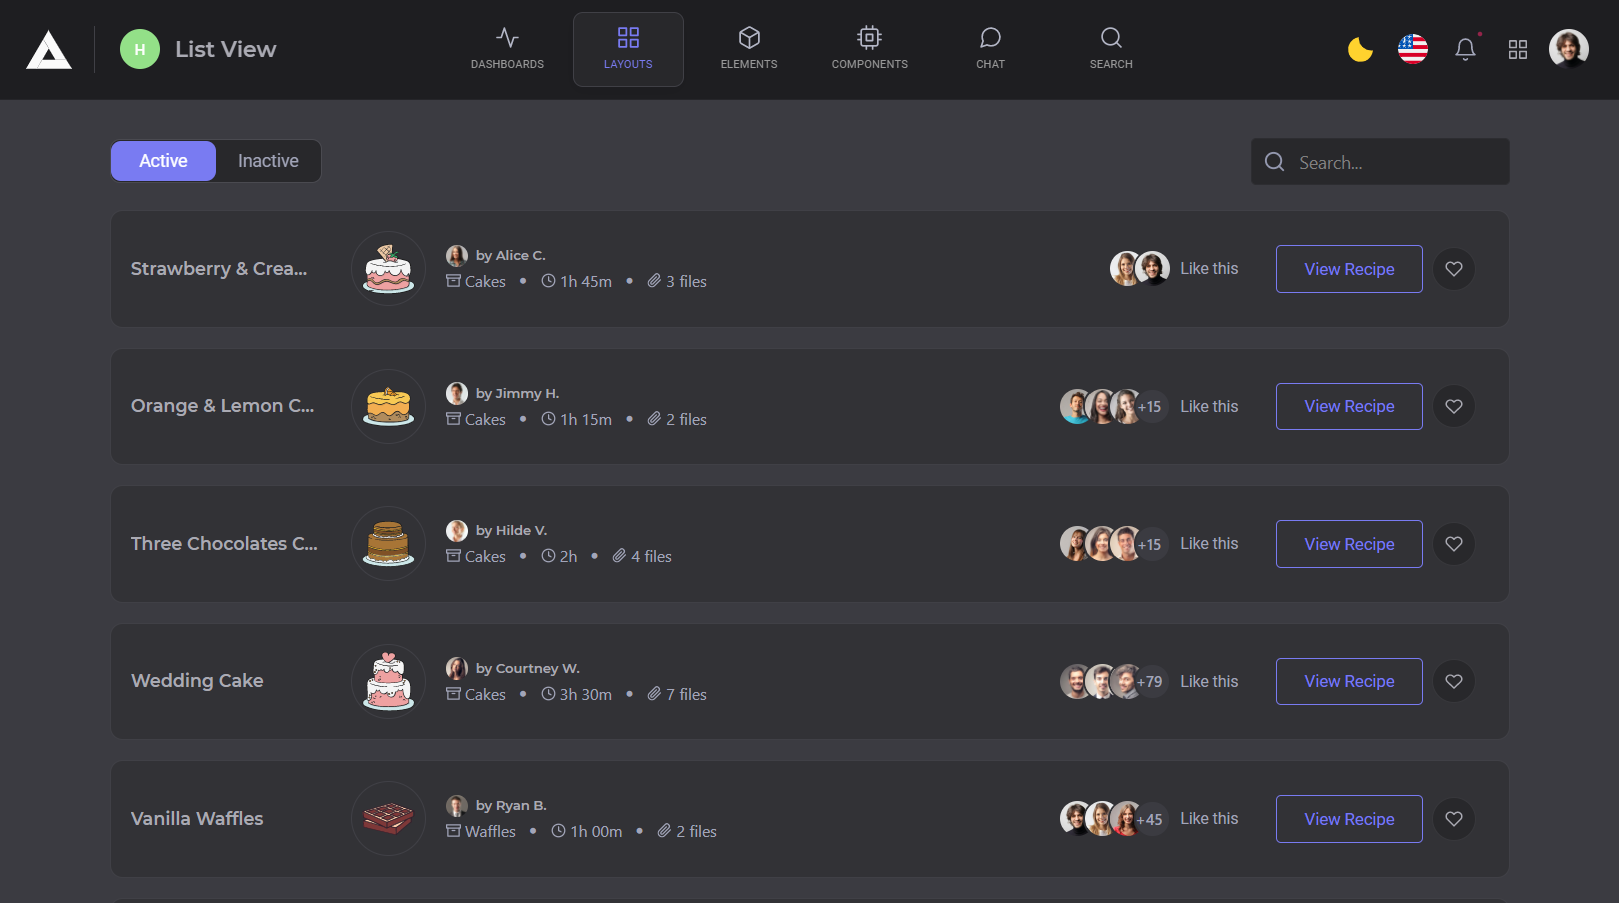 H
List View
DASHBOARDS
LAYOUTS
ELEMENTS
COMPONENTS
CHAT
SEARCH
Active
Inactive
Search...
Strawberry & Crea...
by Alice C.
Cakes • 1h 45m • 3 files
Like this
View Recipe
Orange & Lemon C...
by Jimmy H.
Cakes • 1h 15m • 2 files
+15
Like this
View Recipe
Three Chocolates C...
by Hilde V.
Cakes • 2h • 4 files
+15
Like this
View Recipe
Wedding Cake
by Courtney W.
Cakes • 3h 30m • 7 files
+79
Like this
View Recipe
Vanilla Waffles
by Ryan B.
Waffles • 1h 00m • 2 files
+45
Like this
View Recipe